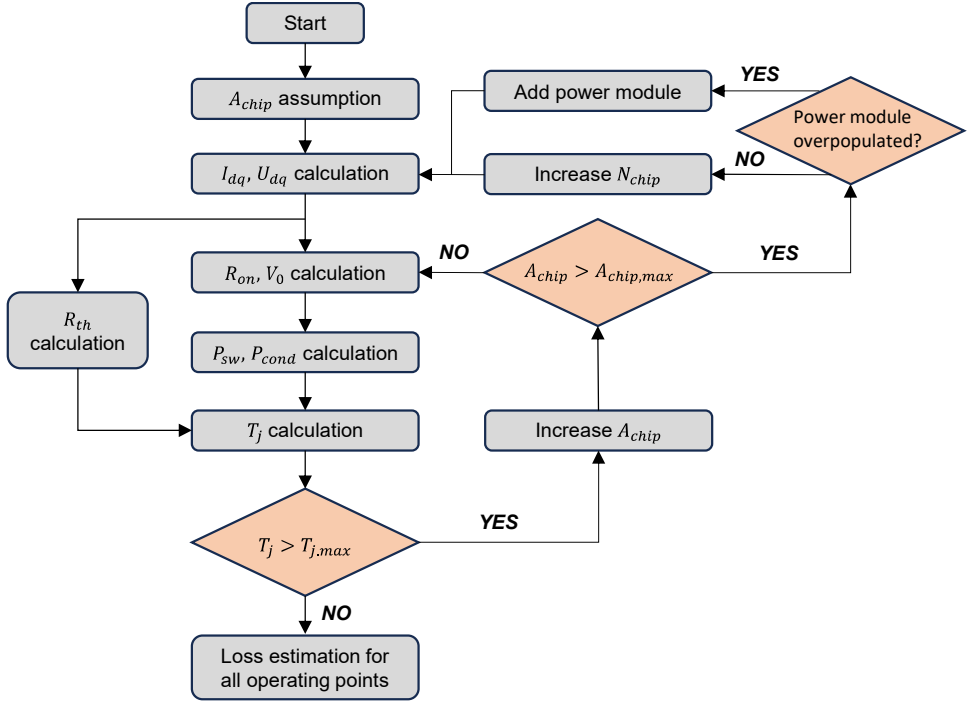 Start
A_chip assumption
I_dq, U_dq calculation
R_on, V_0 calculation
R_th
calculation
P_sw, P_cond calculation
T_j calculation
T_j > T_j.max
NO
Loss estimation for
all operating points
YES
Increase A_chip
A_chip > A_chip,max
NO
YES
Power module
overpopulated?
YES
Add power module
NO
Increase N_chip